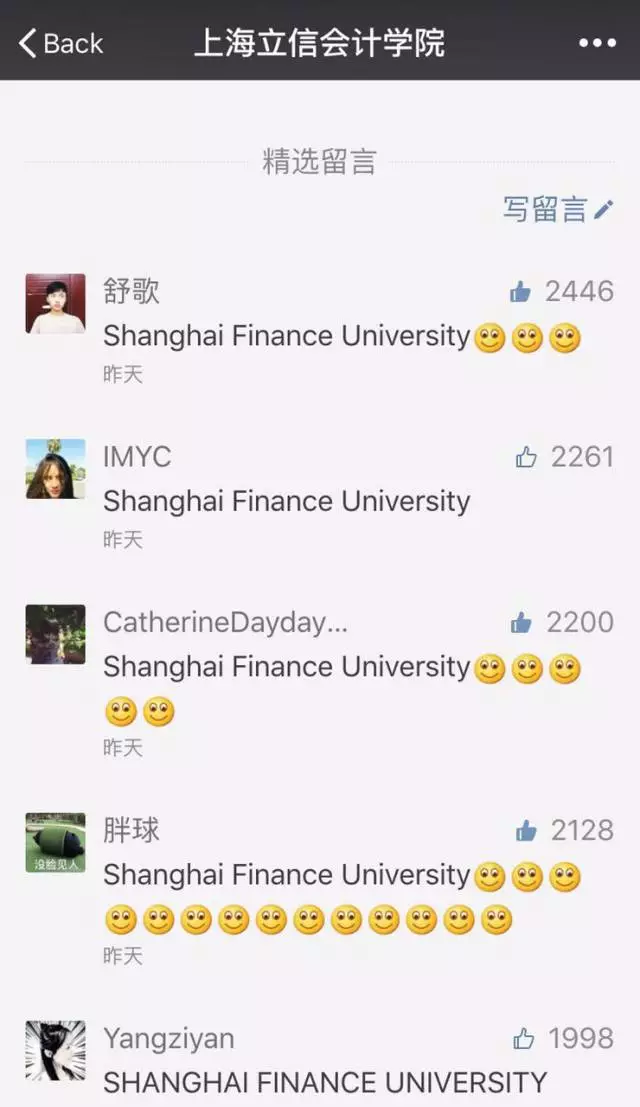 Back 上海立信会计学院
精选留言
写留言
舒歌 2446
Shanghai Finance University🙂🙂🙂
昨天
IMYC 2261
Shanghai Finance University
昨天
CatherineDayday... 2200
Shanghai Finance University🙂🙂🙂
🙂🙂
昨天
胖球 2128
没脸见人
Shanghai Finance University🙂🙂🙂
🙂🙂🙂🙂🙂🙂🙂🙂🙂🙂🙂
昨天
Yangziyan 1998
SHANGHAI FINANCE UNIVERSITY